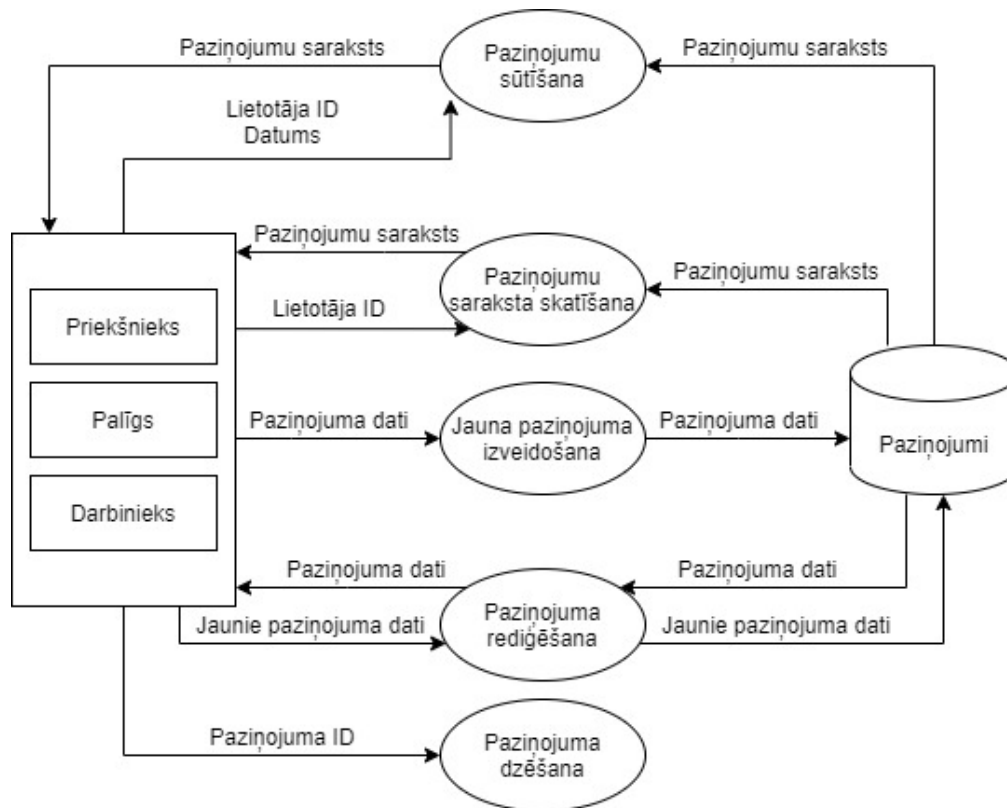 Paziņojumu saraksts
Paziņojumu
sūtīšana
Paziņojumu saraksts
Lietotāja ID
Datums
Paziņojumu saraksts
Paziņojumu
saraksta skatīšana
Paziņojumu saraksts
Lietotāja ID
Priekšnieks
Palīgs
Darbinieks
Paziņojuma dati
Jauna paziņojuma
izveidošana
Paziņojuma dati
Paziņojumi
Paziņojuma dati
Paziņojuma
rediģēšana
Paziņojuma dati
Jaunie paziņojuma dati
Jaunie paziņojuma dati
Paziņojuma ID
Paziņojuma
dzēšana